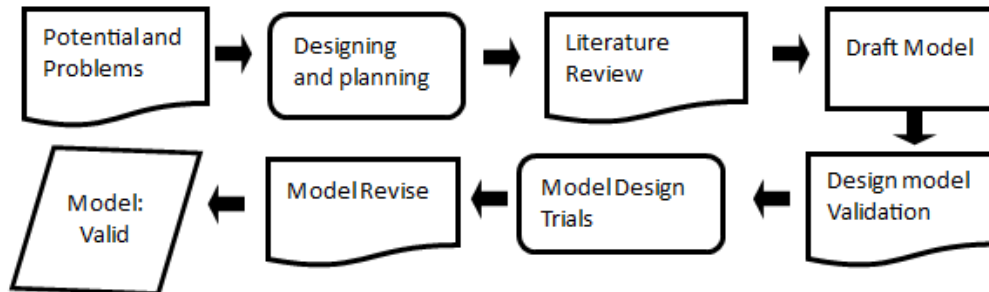 Potential and
Problems
Designing
and planning
Literature
Review
Draft Model
Design model
Validation
Model Design
Trials
Model Revise
Model:
Valid